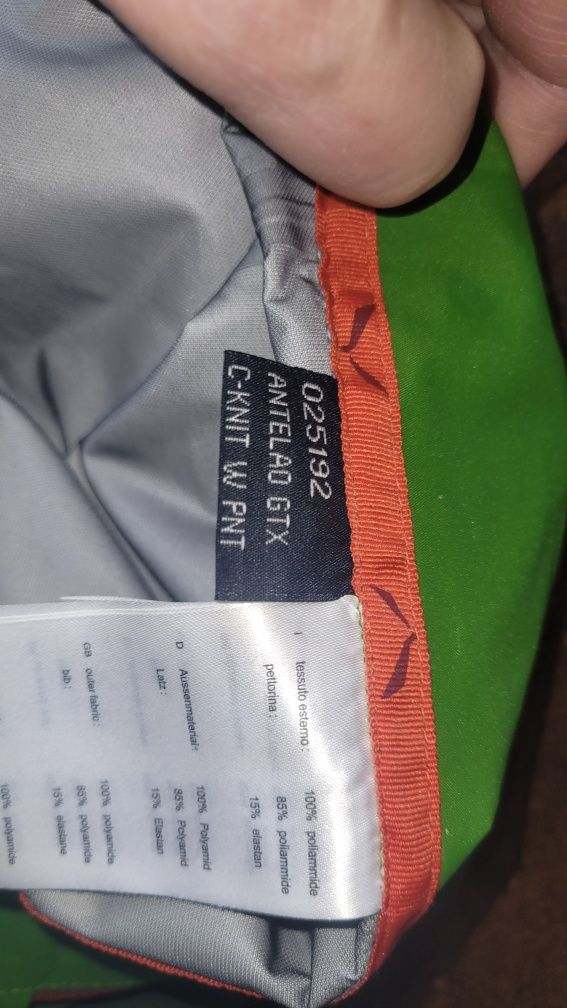 025192
ANTELAO GTX
C-KNIT W PNT
I tessuto esterno: 100% poliammide
pettorina: 85% poliammide
15% elastan
D Aussenmaterial: 100% Polyamid
Latz: 85% Polyamid
15% Elastan
GB outer fabric: 100% polyamide
bib: 85% polyamide
15% elastane
100% polyamide